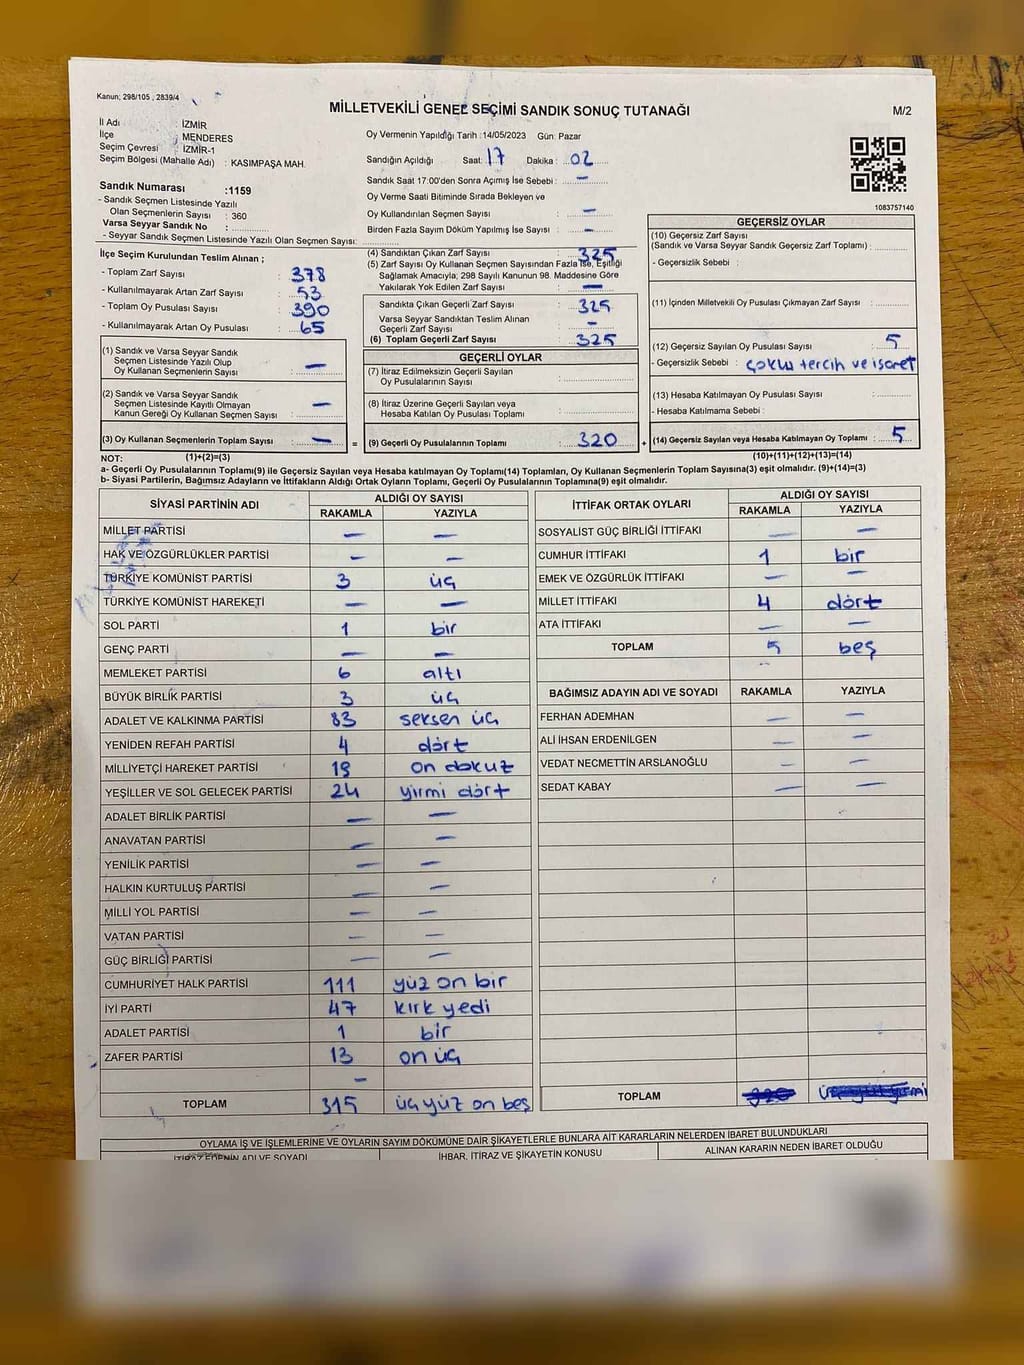 Kanun; 298/105 , 2839/4
MİLLETVEKİLİ GENEL SEÇİMİ SANDIK SONUÇ TUTANAĞI
M/2
İl Adı : İZMİR
İlçe : MENDERES
Seçim Çevresi : İZMİR-1
Seçim Bölgesi (Mahalle Adı) : KASIMPAŞA MAH.
Sandık Numarası :1159
- Sandık Seçmen Listesinde Yazılı
Olan Seçmenlerin Sayısı : 360
Varsa Seyyar Sandık No :
- Seyyar Sandık Seçmen Listesinde Yazılı Olan Seçmen Sayısı:
Oy Vermenin Yapıldığı Tarih :14/05/2023 Gün: Pazar
Sandığın Açıldığı Saat: 17 Dakika : 02
Sandık Saat 17:00'den Sonra Açımış İse Sebebi : —
Oy Verme Saati Bitiminde Sırada Bekleyen ve
Oy Kullandırılan Seçmen Sayısı : —
Birden Fazla Sayım Döküm Yapılmış İse Sayısı : —
1083757140
İlçe Seçim Kurulundan Teslim Alınan ;
- Toplam Zarf Sayısı : 378
- Kullanılmayarak Artan Zarf Sayısı : 53
- Toplam Oy Pusulası Sayısı : 390
- Kullanılmayarak Artan Oy Pusulası : 65
(1) Sandık ve Varsa Seyyar Sandık
Seçmen Listesinde Yazılı Olup
Oy Kullanan Seçmenlerin Sayısı : —
(2) Sandık ve Varsa Seyyar Sandık
Seçmen Listesinde Kayıtlı Olmayan
Kanun Gereği Oy Kullanan Seçmen Sayısı : —
(3) Oy Kullanan Seçmenlerin Toplam Sayısı : — =
(1)+(2)=(3)
(4) Sandıktan Çıkan Zarf Sayısı : 325
(5) Zarf Sayısı Oy Kullanan Seçmen Sayısından Fazla İse, Eşitliği
Sağlamak Amacıyla; 298 Sayılı Kanunun 98. Maddesine Göre
Yakılarak Yok Edilen Zarf Sayısı : —
Sandıkta Çıkan Geçerli Zarf Sayısı : 325
Varsa Seyyar Sandıktan Teslim Alınan
Geçerli Zarf Sayısı : —
(6) Toplam Geçerli Zarf Sayısı : 325
GEÇERLİ OYLAR
(7) İtiraz Edilmeksizin Geçerli Sayılan
Oy Pusulalarının Sayısı :
(8) İtiraz Üzerine Geçerli Sayılan veya
Hesaba Katılan Oy Pusulası Toplamı :
(9) Geçerli Oy Pusulalarının Toplamı : 320 +
GEÇERSİZ OYLAR
(10) Geçersiz Zarf Sayısı
(Sandık ve Varsa Seyyar Sandık Geçersiz Zarf Toplamı) :
- Geçersizlik Sebebi :
(11) İçinden Milletvekili Oy Pusulası Çıkmayan Zarf Sayısı :
(12) Geçersiz Sayılan Oy Pusulası Sayısı : 5
- Geçersizlik Sebebi : çoklu tercih ve işaret
(13) Hesaba Katılmayan Oy Pusulası Sayısı :
- Hesaba Katılmama Sebebi :
(14) Geçersiz Sayılan veya Hesaba Katılmayan Oy Toplamı : 5
(10)+(11)+(12)+(13)=(14)
NOT:
a- Geçerli Oy Pusulalarının Toplamı(9) ile Geçersiz Sayılan veya Hesaba katılmayan Oy Toplamı(14) Toplamları, Oy Kullanan Seçmenlerin Toplam Sayısına(3) eşit olmalıdır. (9)+(14)=(3)
b- Siyasi Partilerin, Bağımsız Adayların ve İttifakların Aldığı Ortak Oyların Toplamı, Geçerli Oy Pusulalarının Toplamına(9) eşit olmalıdır.
SİYASİ PARTİNİN ADI
ALDIĞI OY SAYISI
RAKAMLA YAZIYLA
MİLLET PARTİSİ — —
HAK VE ÖZGÜRLÜKLER PARTİSİ — —
TÜRKİYE KOMÜNİST PARTİSİ 3 üç
TÜRKİYE KOMÜNİST HAREKETİ — —
SOL PARTİ 1 bir
GENÇ PARTİ — —
MEMLEKET PARTİSİ 6 altı
BÜYÜK BİRLİK PARTİSİ 3 üç
ADALET VE KALKINMA PARTİSİ 83 seksen üç
YENİDEN REFAH PARTİSİ 4 dört
MİLLİYETÇİ HAREKET PARTİSİ 19 on dokuz
YEŞİLLER VE SOL GELECEK PARTİSİ 24 yirmi dört
ADALET BİRLİK PARTİSİ — —
ANAVATAN PARTİSİ — —
YENİLİK PARTİSİ — —
HALKIN KURTULUŞ PARTİSİ — —
MİLLİ YOL PARTİSİ — —
VATAN PARTİSİ — —
GÜÇ BİRLİĞİ PARTİSİ — —
CUMHURİYET HALK PARTİSİ 111 yüz on bir
İYİ PARTİ 47 kırk yedi
ADALET PARTİSİ 1 bir
ZAFER PARTİSİ 13 on üç
—
TOPLAM 315 üç yüz on beş
İTTİFAK ORTAK OYLARI
ALDIĞI OY SAYISI
RAKAMLA YAZIYLA
SOSYALİST GÜÇ BİRLİĞİ İTTİFAKI — —
CUMHUR İTTİFAKI 1 bir
EMEK VE ÖZGÜRLÜK İTTİFAKI — —
MİLLET İTTİFAKI 4 dört
ATA İTTİFAKI — —
TOPLAM 5 beş
BAĞIMSIZ ADAYIN ADI VE SOYADI RAKAMLA YAZIYLA
FERHAN ADEMHAN — —
ALİ İHSAN ERDENİLGEN — —
VEDAT NECMETTİN ARSLANOĞLU — —
SEDAT KABAY — —
TOPLAM
OYLAMA İŞ VE İŞLEMLERİNE VE OYLARIN SAYIM DÖKÜMÜNE DAİR ŞİKAYETLERLE BUNLARA AİT KARARLARIN NELERDEN İBARET BULUNDUKLARI
İTİRAZ EDENİN ADI VE SOYADI
İHBAR, İTİRAZ VE ŞİKAYETİN KONUSU
ALINAN KARARIN NEDEN İBARET OLDUĞU